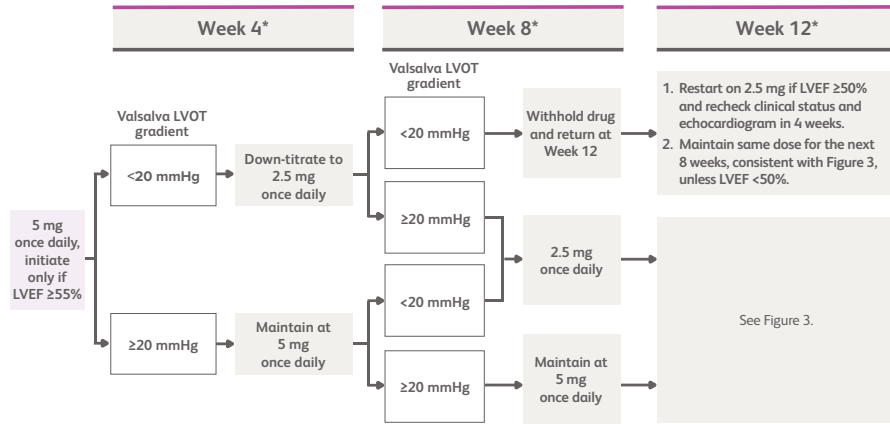 Week 4*
Week 8*
Week 12*
Valsalva LVOT
gradient
<20 mmHg
≥20 mmHg
5 mg
once daily,
initiate
only if
LVEF ≥55%
Down-titrate to
2.5 mg
once daily
Maintain at
5 mg
once daily
Valsalva LVOT
gradient
<20 mmHg
≥20 mmHg
<20 mmHg
≥20 mmHg
Withhold drug
and return at
Week 12
2.5 mg
once daily
Maintain at
5 mg
once daily
1. Restart on 2.5 mg if LVEF ≥50%
and recheck clinical status and
echocardiogram in 4 weeks.
2. Maintain same dose for the next
8 weeks, consistent with Figure 3,
unless LVEF <50%.
See Figure 3.